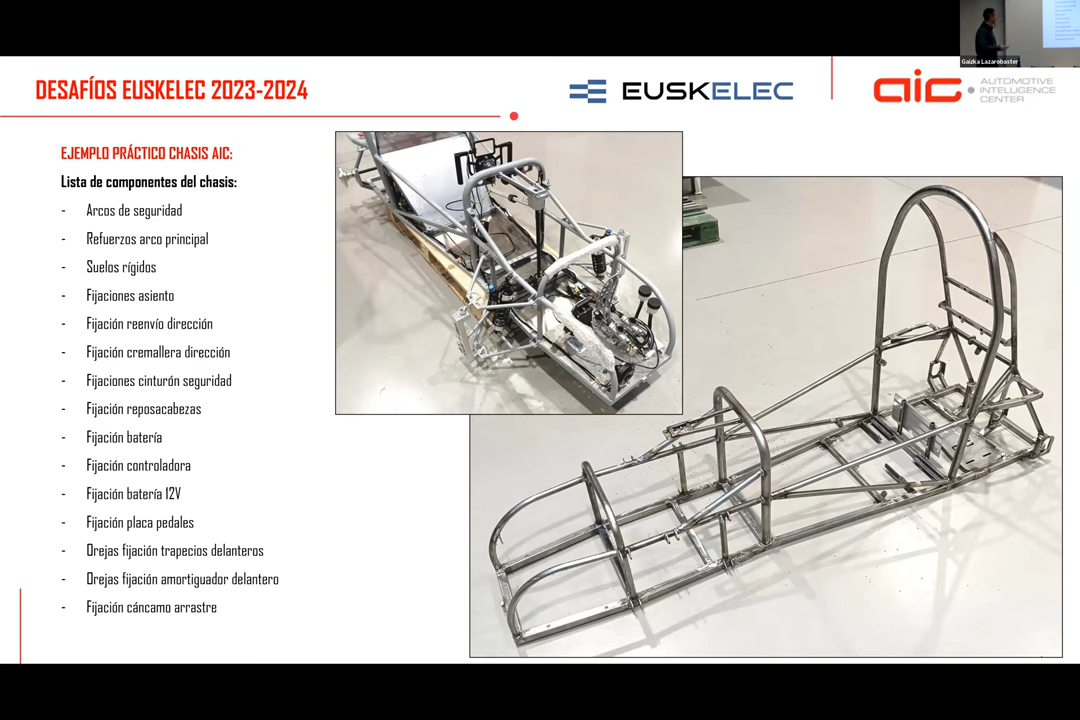 Gaizka Lazarobaster
DESAFÍOS EUSKELEC 2023-2024
EUSKELEC
aic
AUTOMOTIVE
INTELLIGENCE
CENTER
EJEMPLO PRÁCTICO CHASIS AIC:
Lista de componentes del chasis:
- Arcos de seguridad
- Refuerzos arco principal
- Suelos rígidos
- Fijaciones asiento
- Fijación reenvío dirección
- Fijación cremallera dirección
- Fijaciones cinturón seguridad
- Fijación reposacabezas
- Fijación batería
- Fijación controladora
- Fijación batería 12V
- Fijación placa pedales
- Orejas fijación trapecios delanteros
- Orejas fijación amortiguador delantero
- Fijación cáncamo arrastre